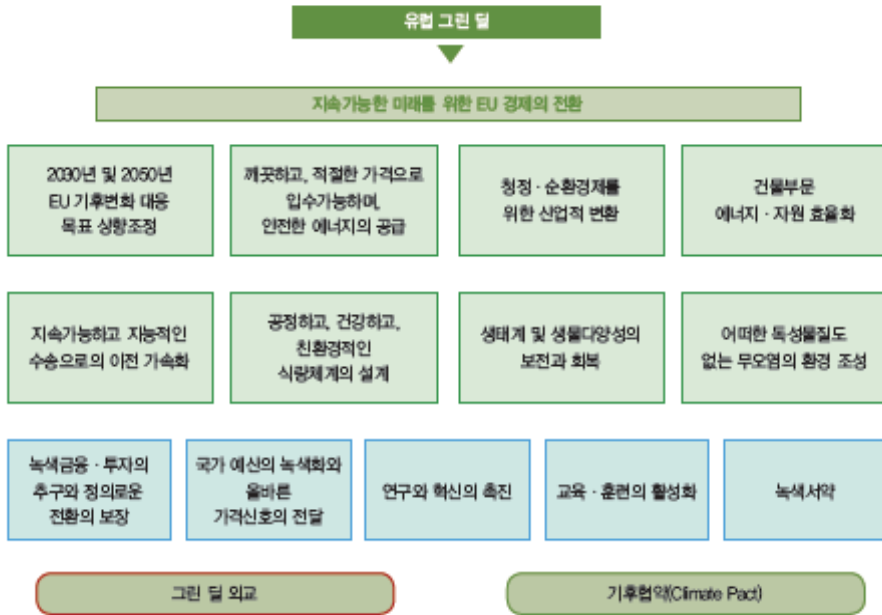 유럽 그린 딜
지속가능한 미래를 위한 EU 경제의 전환
2030년 및 2050년
EU 기후변화 대응
목표 상향조정
깨끗하고, 적절한 가격으로
입수가능하며,
안전한 에너지의 공급
청정·순환경제를
위한 산업적 변환
건물부문
에너지·자원 효율화
지속가능하고 지능적인
수송으로의 이전 가속화
공정하고, 건강하고,
친환경적인
식량체계의 설계
생태계 및 생물다양성의
보전과 회복
어떠한 독성물질도
없는 무오염의 환경 조성
녹색금융·투자의
추구와 정의로운
전환의 보장
국가 예산의 녹색화와
올바른
가격신호의 전달
연구와 혁신의 촉진
교육·훈련의 활성화
녹색서약
그린 딜 외교
기후협약(Climate Pact)